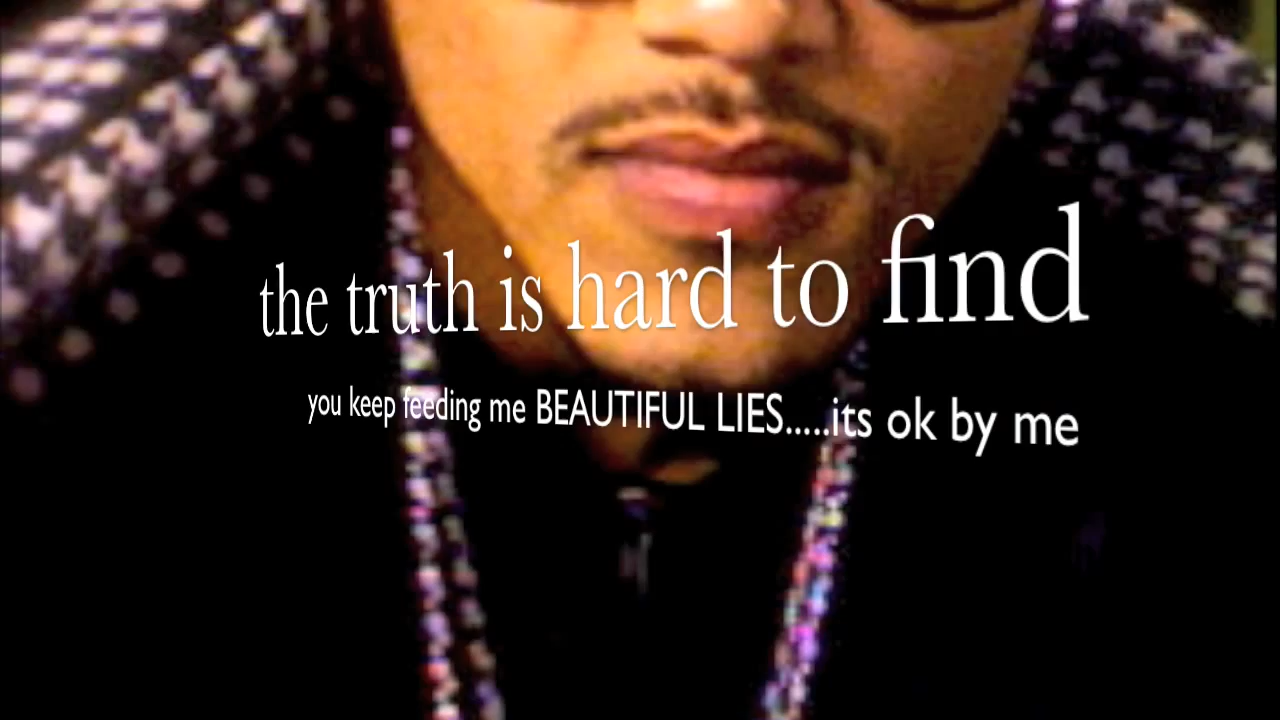 the truth is hard to find
you keep feeding me BEAUTIFUL LIES.....its ok by me